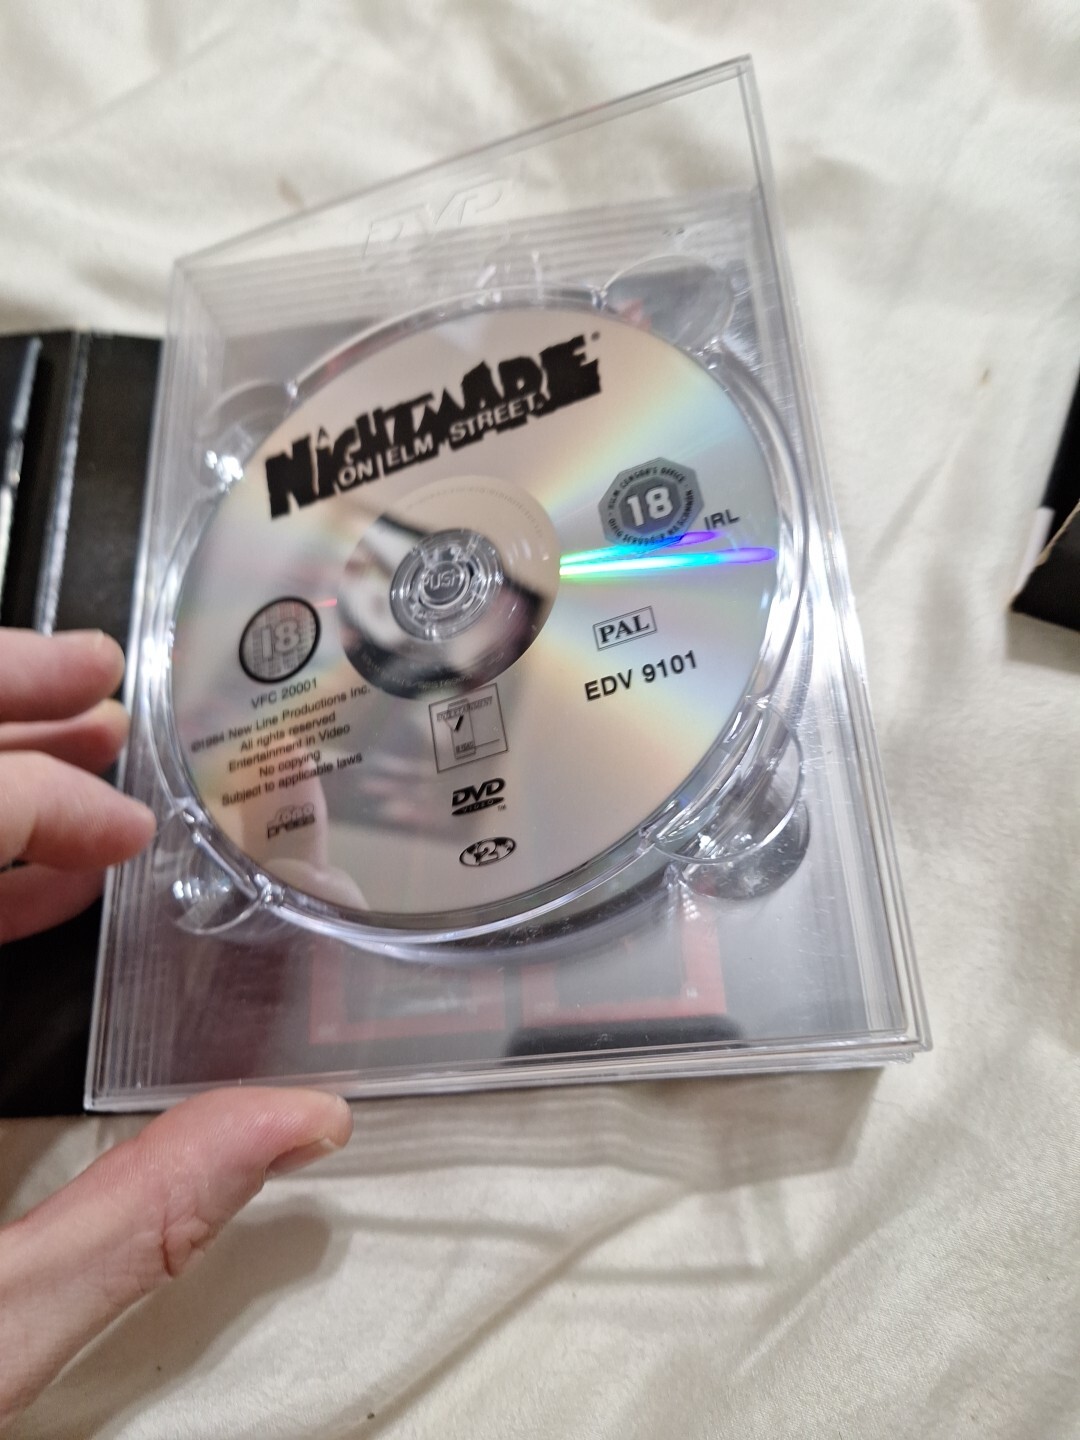 DVD
NIGHTMARE
ON ELM STREET
18
IRL
PUSH
18
PAL
VFC 20001
EDV 9101
©1984 New Line Productions Inc.
All rights reserved
Entertainment in Video
No copying
Subject to applicable laws
DVD
VIDEO™
2